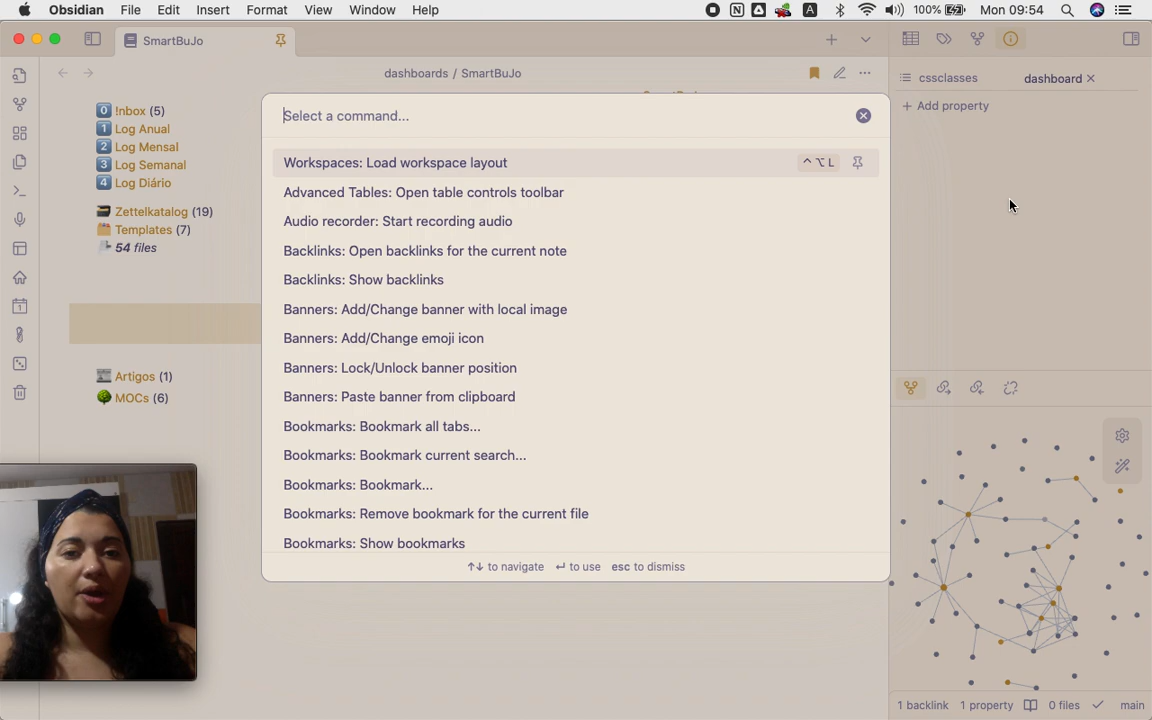 Obsidian File Edit Insert Format View Window Help 100% Mon 09:54
SmartBuJo
dashboards / SmartBuJo
cssclasses dashboard
Add property
0 !nbox (5)
1 Log Anual
2 Log Mensal
3 Log Semanal
4 Log Diário
Zettelkatalog (19)
Templates (7)
54 files
Artigos (1)
MOCs (6)
Select a command...
Workspaces: Load workspace layout ^ ⌥ L
Advanced Tables: Open table controls toolbar
Audio recorder: Start recording audio
Backlinks: Open backlinks for the current note
Backlinks: Show backlinks
Banners: Add/Change banner with local image
Banners: Add/Change emoji icon
Banners: Lock/Unlock banner position
Banners: Paste banner from clipboard
Bookmarks: Bookmark all tabs...
Bookmarks: Bookmark current search...
Bookmarks: Bookmark...
Bookmarks: Remove bookmark for the current file
Bookmarks: Show bookmarks
↑↓ to navigate ↵ to use esc to dismiss
1 backlink 1 property 0 files main